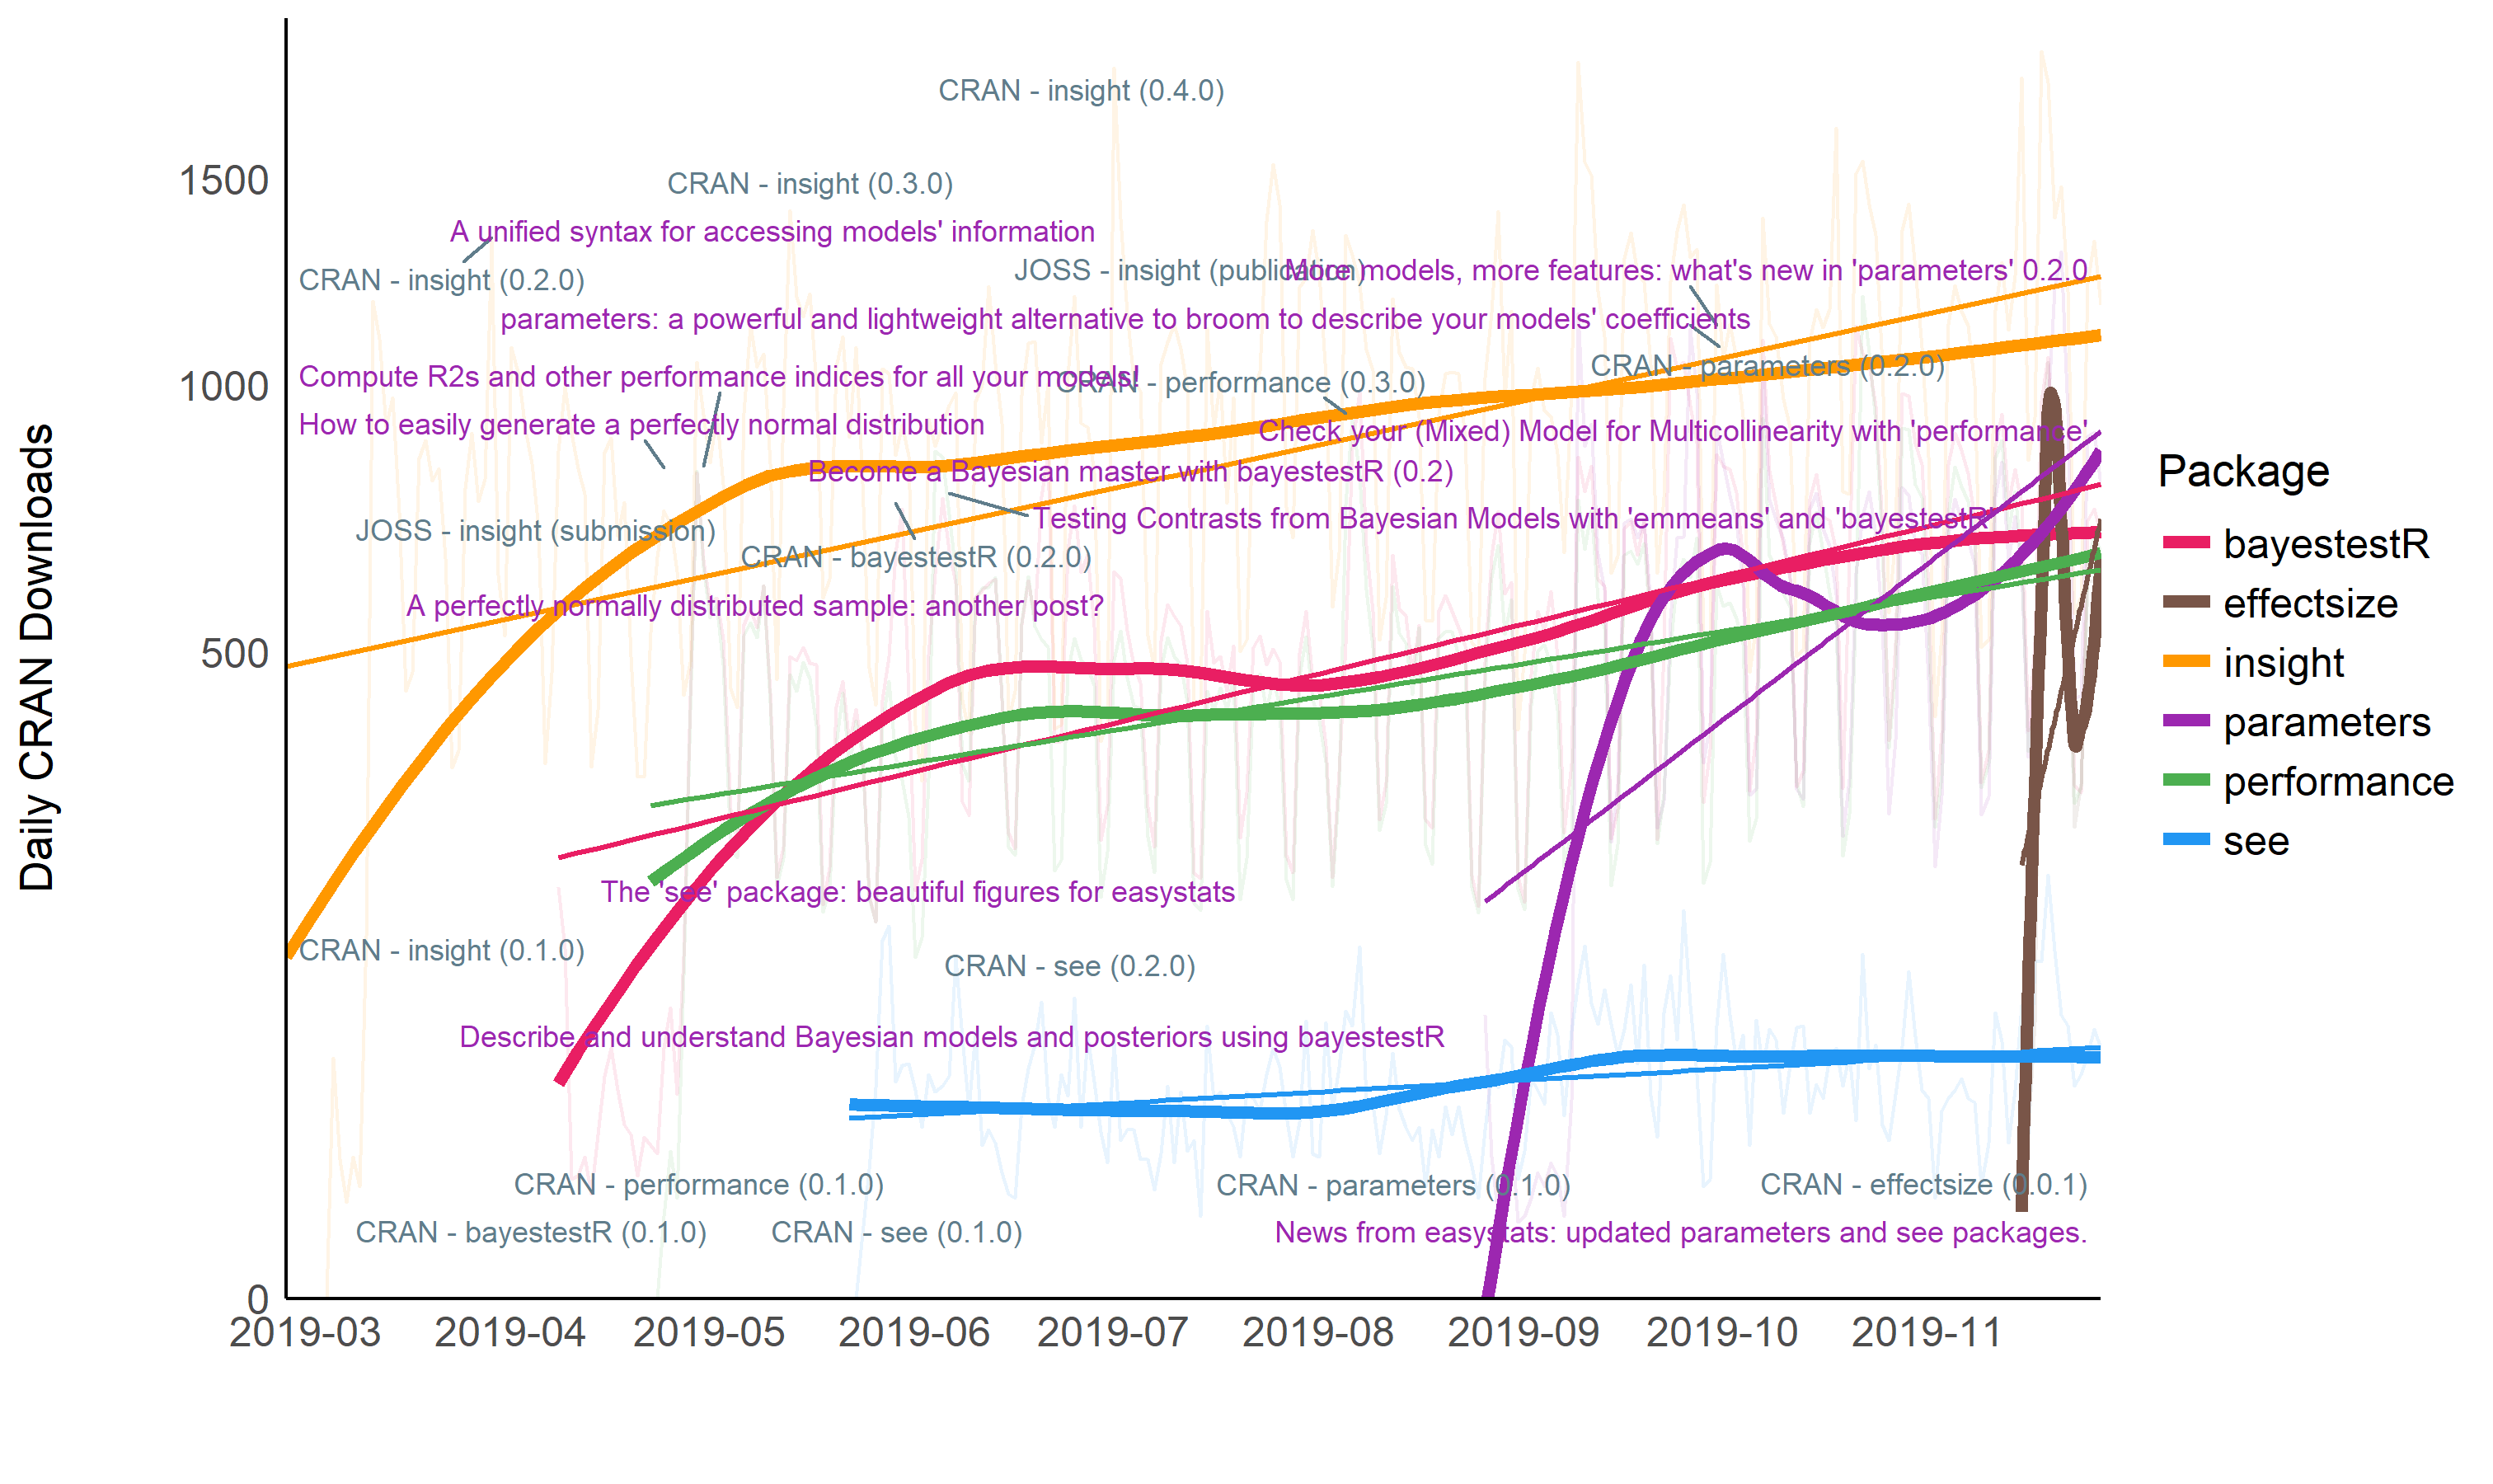 CRAN - insight (0.4.0)
1500
CRAN - insight (0.3.0)
A unified syntax for accessing models' information
CRAN - insight (0.2.0)
JOSS - insight (publication)
More models, more features: what's new in 'parameters' 0.2.0
parameters: a powerful and lightweight alternative to broom to describe your models' coefficients
CRAN - parameters (0.2.0)
1000
Compute R2s and other performance indices for all your models!
CRAN - performance (0.3.0)
How to easily generate a perfectly normal distribution
Check your (Mixed) Model for Multicollinearity with 'performance'
Become a Bayesian master with bayestestR (0.2)
Testing Contrasts from Bayesian Models with 'emmeans' and 'bayestestR'
JOSS - insight (submission)
CRAN - bayestestR (0.2.0)
A perfectly normally distributed sample: another post?
500
Daily CRAN Downloads
The 'see' package: beautiful figures for easystats
CRAN - insight (0.1.0)
CRAN - see (0.2.0)
Describe and understand Bayesian models and posteriors using bayestestR
CRAN - performance (0.1.0)
CRAN - parameters (0.1.0)
CRAN - effectsize (0.0.1)
CRAN - bayestestR (0.1.0)
CRAN - see (0.1.0)
News from easystats: updated parameters and see packages.
0
2019-03
2019-04
2019-05
2019-06
2019-07
2019-08
2019-09
2019-10
2019-11
Package
bayestestR
effectsize
insight
parameters
performance
see